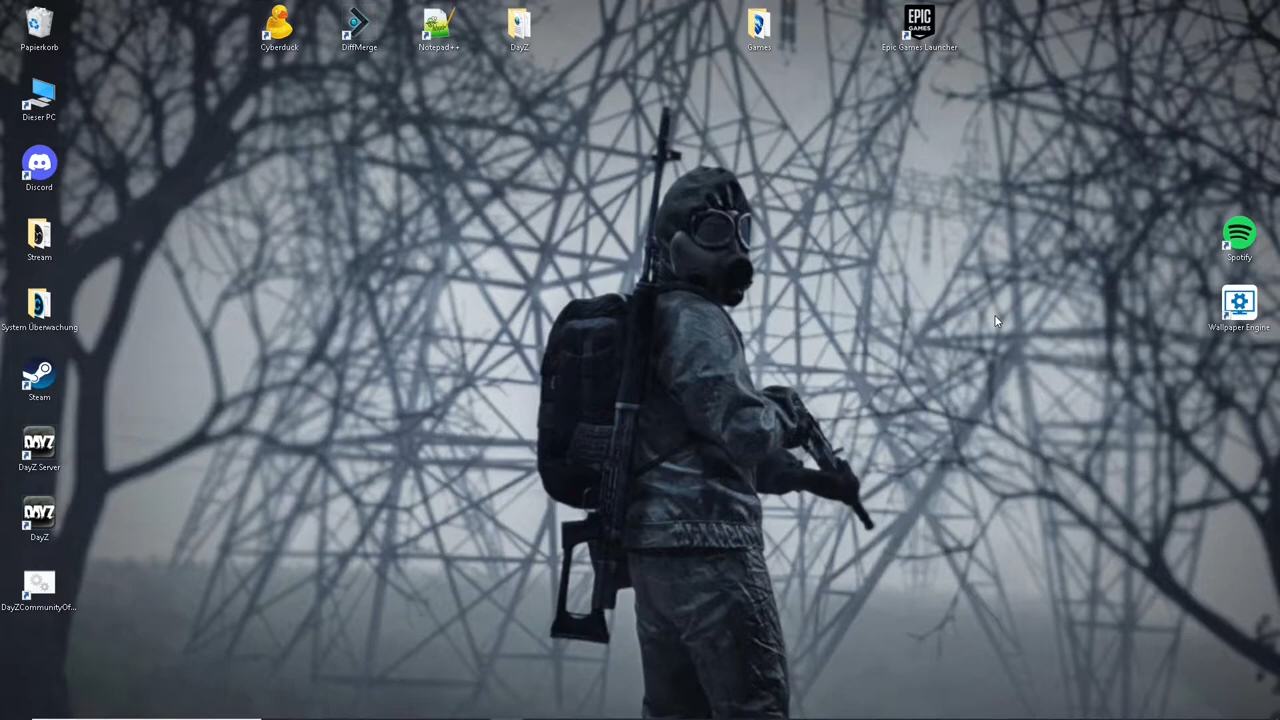 Papierkorb
Cyberduck
DiffMerge
Notepad++
DayZ
Games
EPIC
GAMES
Epic Games Launcher
Dieser PC
Discord
Stream
Spotify
System Überwachung
Wallpaper Engine
Steam
DAYZ
DayZ Server
DAYZ
DayZ
DayZCommunityOf...